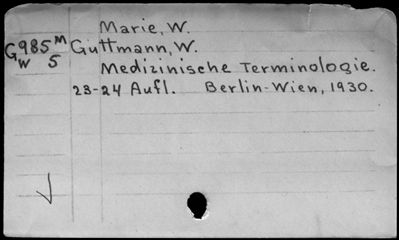 Marie, W.
G985M Guttmann, W.
W 5
Medizinische Terminologie.
23-24 Aufl. Berlin-Wien, 1930.